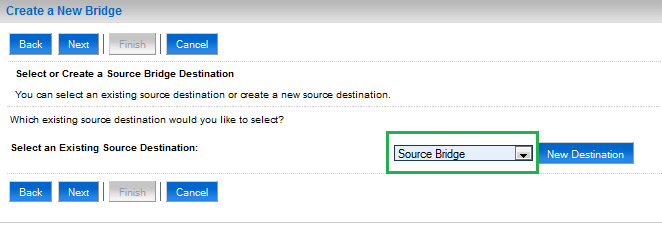 Create a New Bridge
Back Next Finish Cancel
Select or Create a Source Bridge Destination
You can select an existing source destination or create a new source destination.
Which existing source destination would you like to select?
Select an Existing Source Destination: Source Bridge New Destination
Back Next Finish Cancel